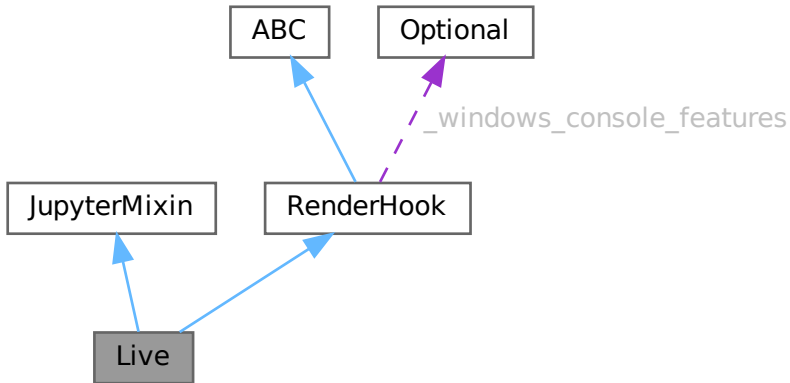 ABC
Optional
_windows_console_features
JupyterMixin
RenderHook
Live